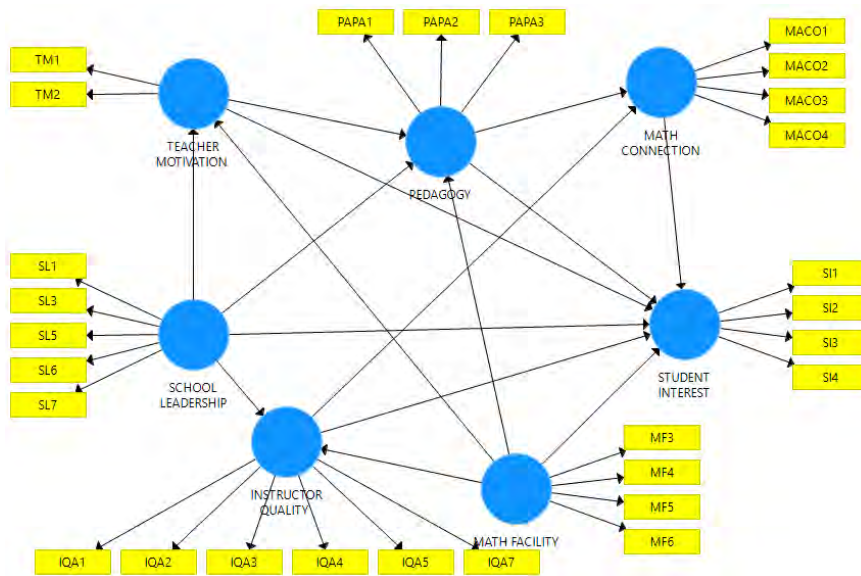 PAPA1 PAPA2 PAPA3
TM1
TM2
TEACHER
MOTIVATION
PEDAGOGY
MACO1
MACO2
MACO3
MACO4
MATH
CONNECTION
SL1
SL3
SL5
SL6
SL7
SCHOOL
LEADERSHIP
SI1
SI2
SI3
SI4
STUDENT
INTEREST
INSTRUCTOR
QUALITY
MATH FACILITY
MF3
MF4
MF5
MF6
IQA1 IQA2 IQA3 IQA4 IQA5 IQA7